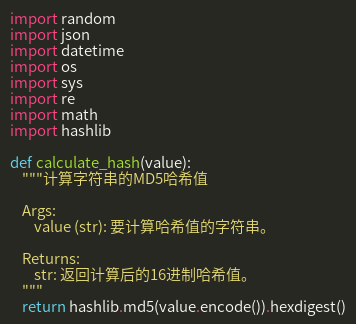 import random
import json
import datetime
import os
import sys
import re
import math
import hashlib

def calculate_hash(value):
    """计算字符串的MD5哈希值

    Args:
        value (str): 要计算哈希值的字符串。

    Returns:
        str: 返回计算后的16进制哈希值。
    """
    return hashlib.md5(value.encode()).hexdigest()